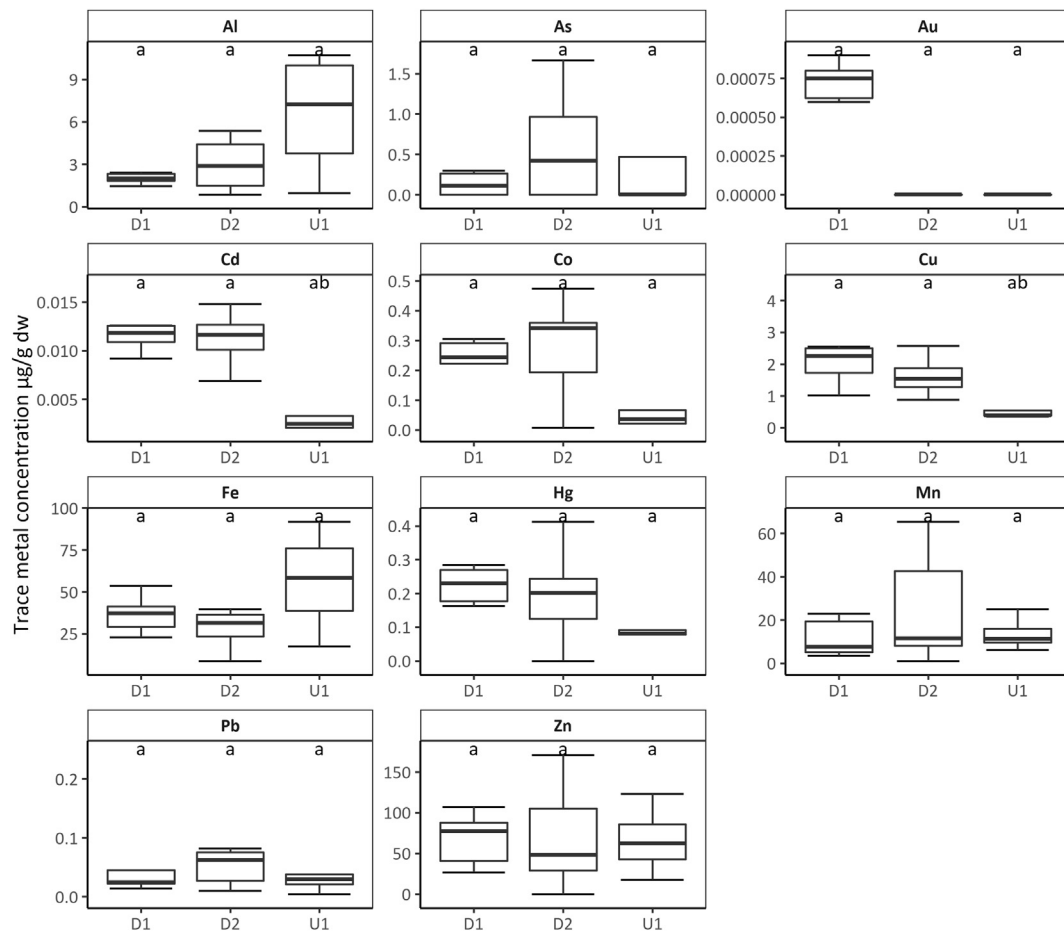 Trace metal concentration µg/g dw
Al
a a a
9
6
3
0
D1 D2 U1
As
a a a
1.5
1.0
0.5
0.0
D1 D2 U1
Au
a a a
0.00075
0.00050
0.00025
0.00000
D1 D2 U1
Cd
a a ab
0.015
0.010
0.005
D1 D2 U1
Co
a a a
0.5
0.4
0.3
0.2
0.1
0.0
D1 D2 U1
Cu
a a ab
4
3
2
1
0
D1 D2 U1
Fe
a a a
100
75
50
25
D1 D2 U1
Hg
a a a
0.4
0.3
0.2
0.1
0.0
D1 D2 U1
Mn
a a a
60
40
20
0
D1 D2 U1
Pb
a a a
0.2
0.1
0.0
D1 D2 U1
Zn
a a a
150
100
50
0
D1 D2 U1